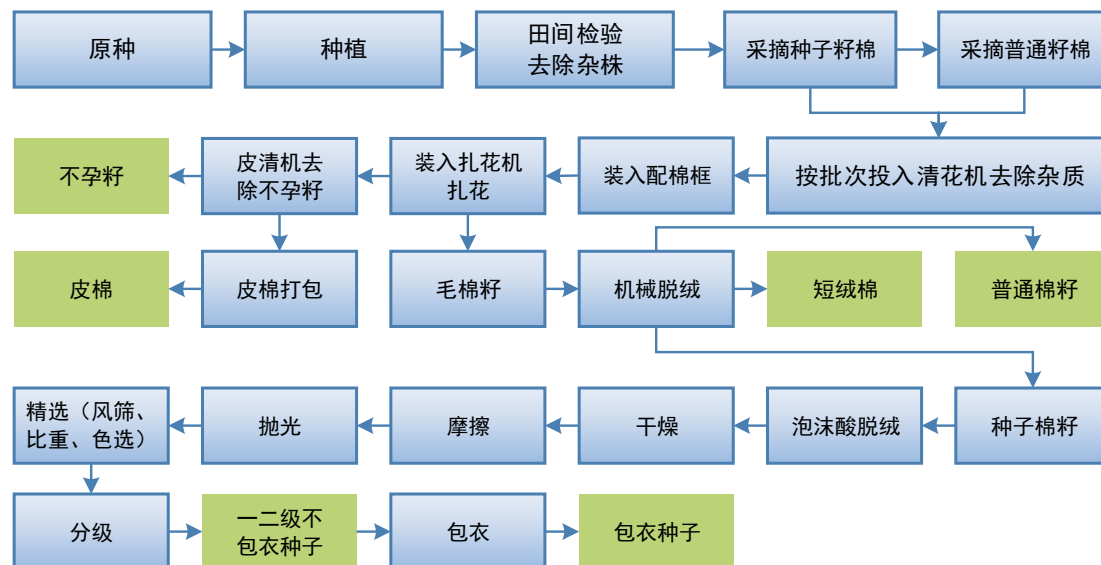 原种
种植
田间检验
去除杂株
采摘种子籽棉
采摘普通籽棉
不孕籽
皮清机去
除不孕籽
装入扎花机
扎花
装入配棉框
按批次投入清花机去除杂质
皮棉
皮棉打包
毛棉籽
机械脱绒
短绒棉
普通棉籽
精选（风筛、
比重、色选）
抛光
摩擦
干燥
泡沫酸脱绒
种子棉籽
分级
一二级不
包衣种子
包衣
包衣种子